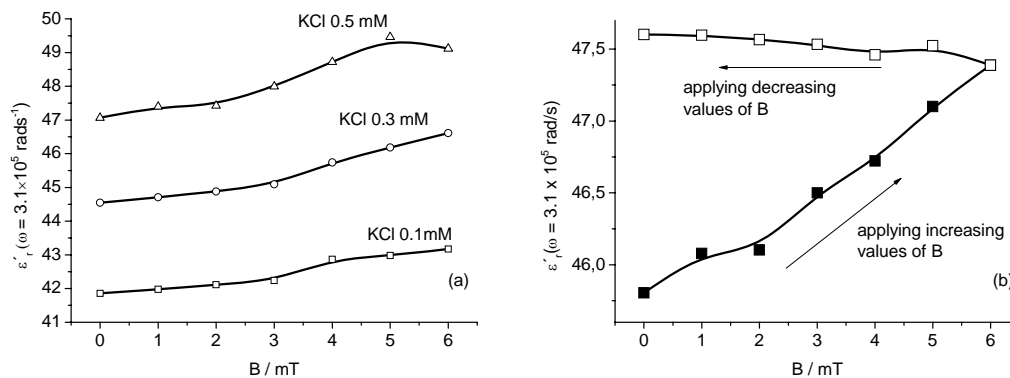 50
49
48
47
46
45
44
43
42
41
ε´r (ω = 3.1×10⁵ rads⁻¹)
KCl 0.5 mM
KCl 0.3 mM
KCl 0.1mM
(a)
0 1 2 3 4 5 6
B / mT
47,5
47,0
46,5
46,0
ε´r(ω = 3.1 x 10⁵ rad/s)
applying decreasing
values of B
applying increasing
values of B
(b)
0 1 2 3 4 5 6
B / mT